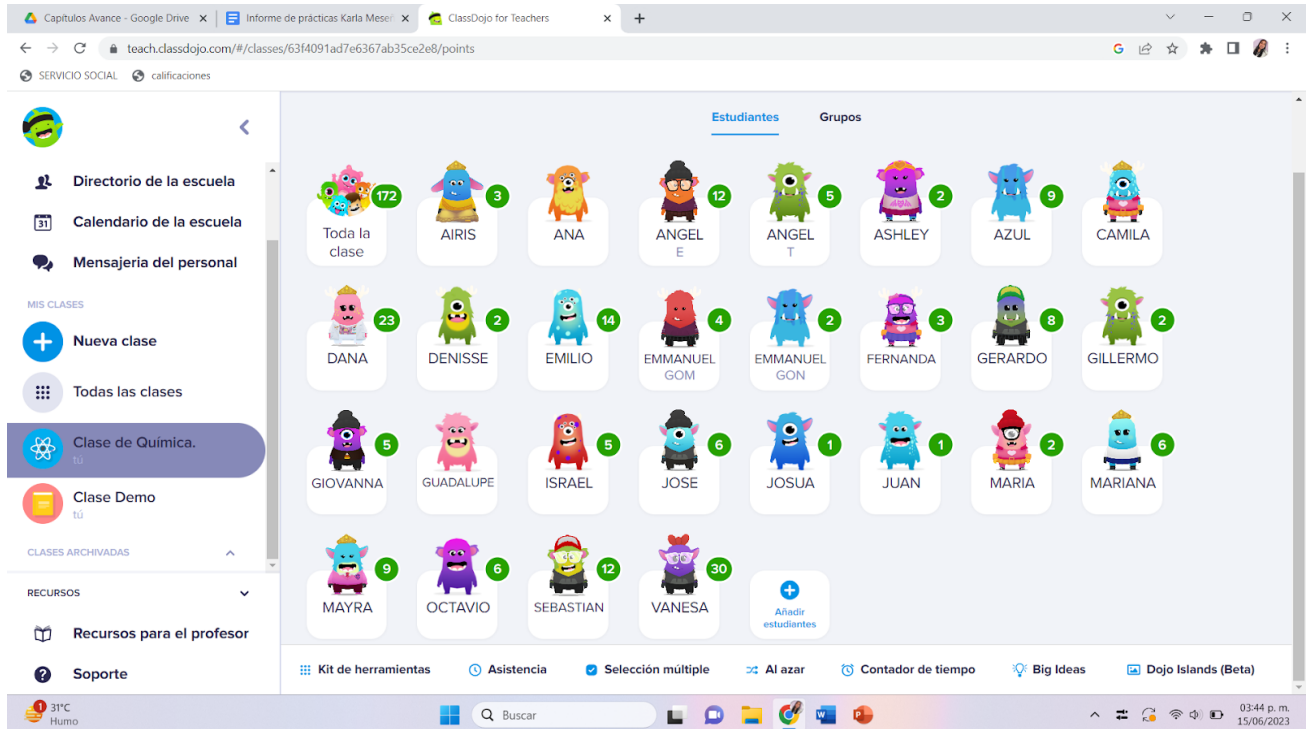 Capítulos Avance - Google Drive
Informe de prácticas Karla Mese
ClassDojo for Teachers
teach.classdojo.com/#/classes/63f4091ad7e6367ab35ce2e8/points
SERVICIO SOCIAL
calificaciones
Directorio de la escuela
31
Calendario de la escuela
Mensajeria del personal
MIS CLASES
Nueva clase
Todas las clases
Clase de Química.
tú
Clase Demo
tú
CLASES ARCHIVADAS
RECURSOS
Recursos para el profesor
Soporte
Estudiantes
Grupos
172
Toda la
clase
3
AIRIS
ANA
12
ANGEL
E
5
ANGEL
T
2
ASHLEY
9
AZUL
CAMILA
23
DANA
2
DENISSE
14
EMILIO
4
EMMANUEL
GOM
2
EMMANUEL
GON
3
FERNANDA
8
GERARDO
2
GILLERMO
5
GIOVANNA
GUADALUPE
5
ISRAEL
6
JOSE
1
JOSUA
1
JUAN
2
MARIA
6
MARIANA
9
MAYRA
6
OCTAVIO
12
SEBASTIAN
30
VANESA
Añadir
estudiantes
Kit de herramientas
Asistencia
Selección múltiple
Al azar
Contador de tiempo
Big Ideas
Dojo Islands (Beta)
1
31°C
Humo
Buscar
03:44 p. m.
15/06/2023